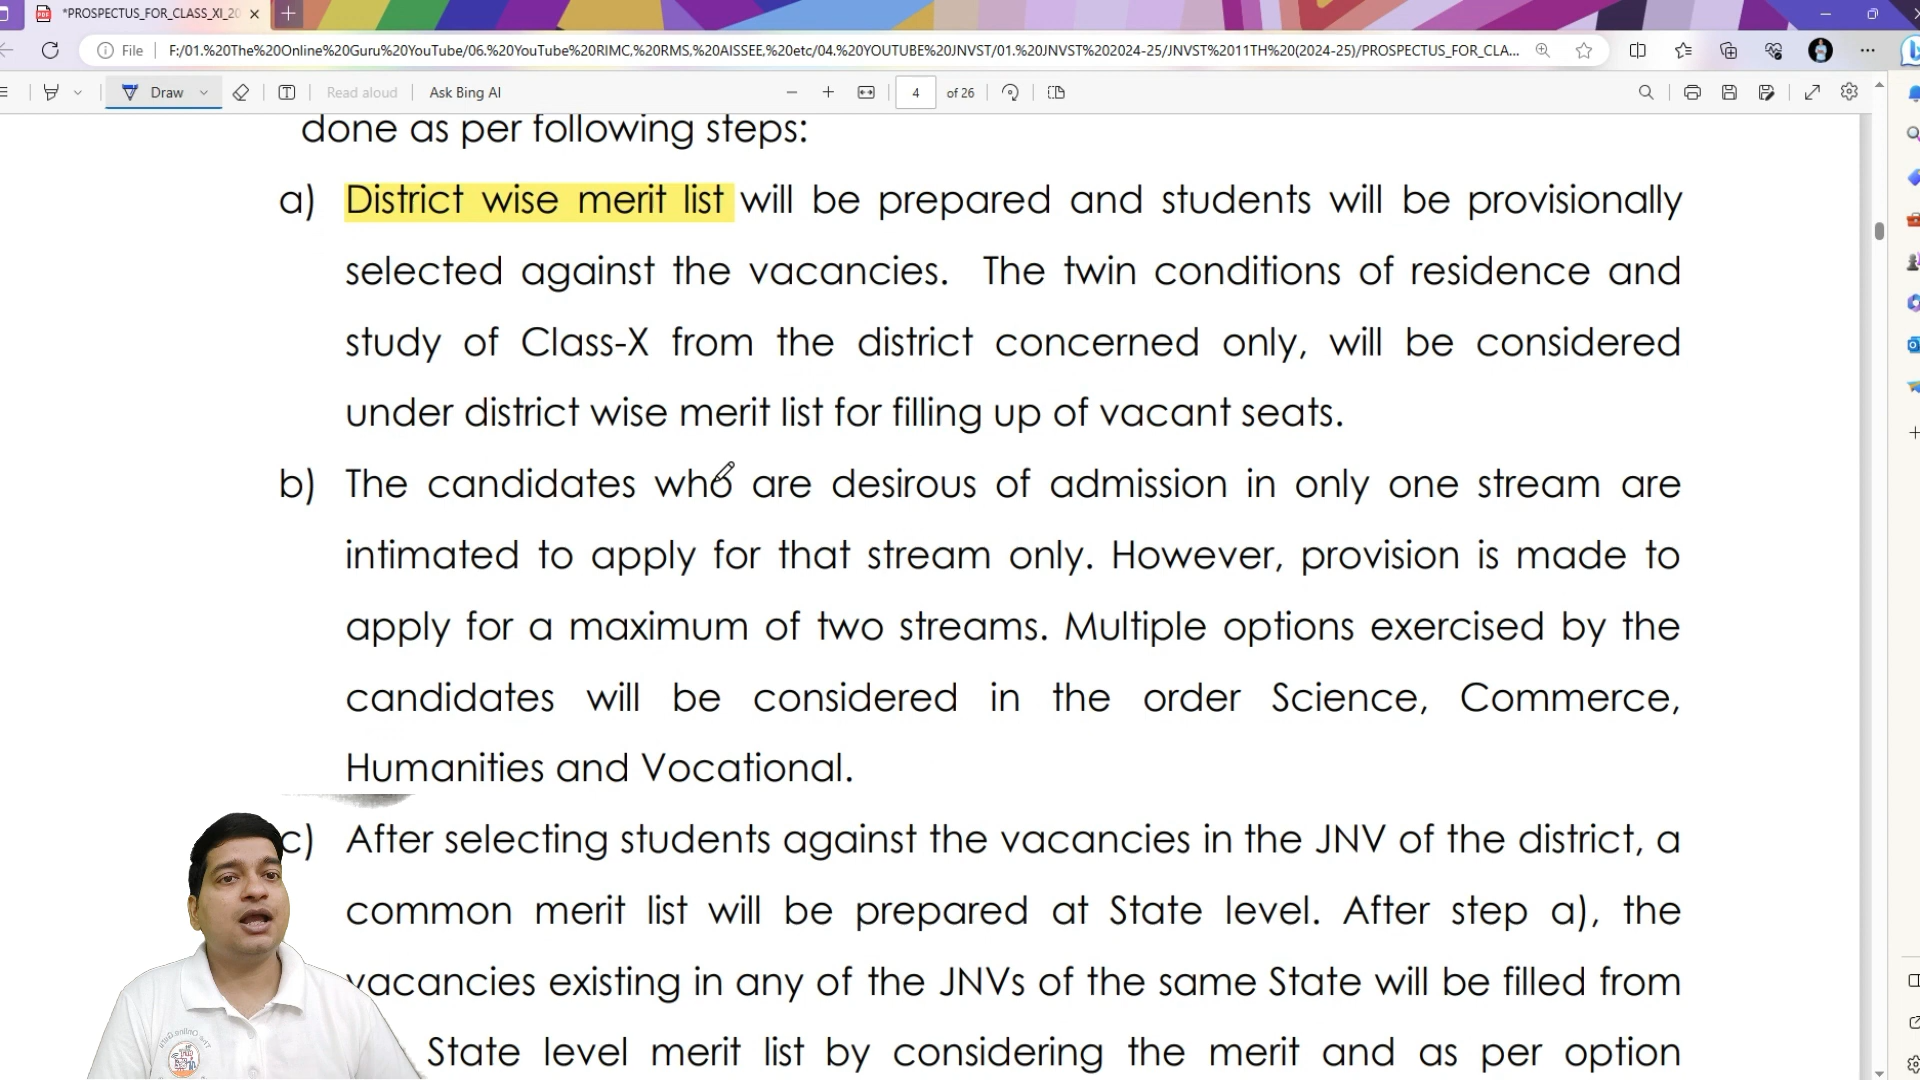 *PROSPECTUS_FOR_CLASS_XI_20
File
F:/01.%20The%20Online%20Guru%20YouTube/06.%20YouTube%20RIMC,%20RMS,%20AISSEE,%20etc/04.%20YOUTUBE%20JNVST/01.%20JNVST%202024-25/JNVST%2011TH%20(2024-25)/PROSPECTUS_FOR_CLA...
Draw
Read aloud
Ask Bing AI
4 of 26
done as per following steps:
a) District wise merit list will be prepared and students will be provisionally
selected against the vacancies. The twin conditions of residence and
study of Class-X from the district concerned only, will be considered
under district wise merit list for filling up of vacant seats.
b) The candidates who are desirous of admission in only one stream are
intimated to apply for that stream only. However, provision is made to
apply for a maximum of two streams. Multiple options exercised by the
candidates will be considered in the order Science, Commerce,
Humanities and Vocational.
c) After selecting students against the vacancies in the JNV of the district, a
common merit list will be prepared at State level. After step a), the
vacancies existing in any of the JNVs of the same State will be filled from
State level merit list by considering the merit and as per option
The Online Guru